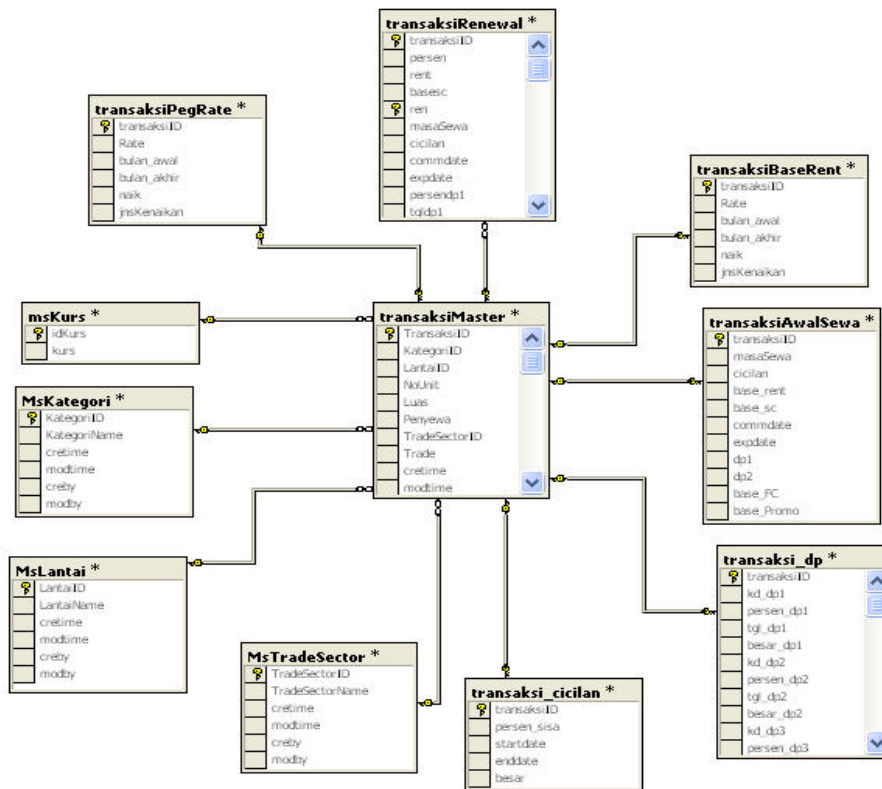 transaksiRenewal *
transaksiID
persen
rent
basesc
ren
masaSewa
cicilan
commdate
expdate
persendp1
tgldp1
transaksiPegRate *
transaksiID
Rate
bulan_awal
bulan_akhir
naik
jnsKenaikan
transaksiBaseRent *
transaksiID
Rate
bulan_awal
bulan_akhir
naik
jnsKenaikan
msKurs *
idKurs
kurs
transaksiMaster *
TransaksiID
KategoriID
LantaiID
NoUnit
Luas
Penyewa
TradeSectorID
Trade
cretime
modtime
transaksiAwalSewa *
transaksiID
masaSewa
cicilan
base_rent
base_sc
commdate
expdate
dp1
dp2
base_FC
base_Promo
MsKategori *
KategoriID
KategoriName
cretime
modtime
creby
modby
MsLantai *
LantaiID
LantaiName
cretime
modtime
creby
modby
MsTradeSector *
TradeSectorID
TradeSectorName
cretime
modtime
creby
modby
transaksi_cicilan *
transaksiID
persen_sisa
startdate
enddate
besar
transaksi_dp *
transaksiID
kd_dp1
persen_dp1
tgl_dp1
besar_dp1
kd_dp2
persen_dp2
tgl_dp2
besar_dp2
kd_dp3
persen_dp3